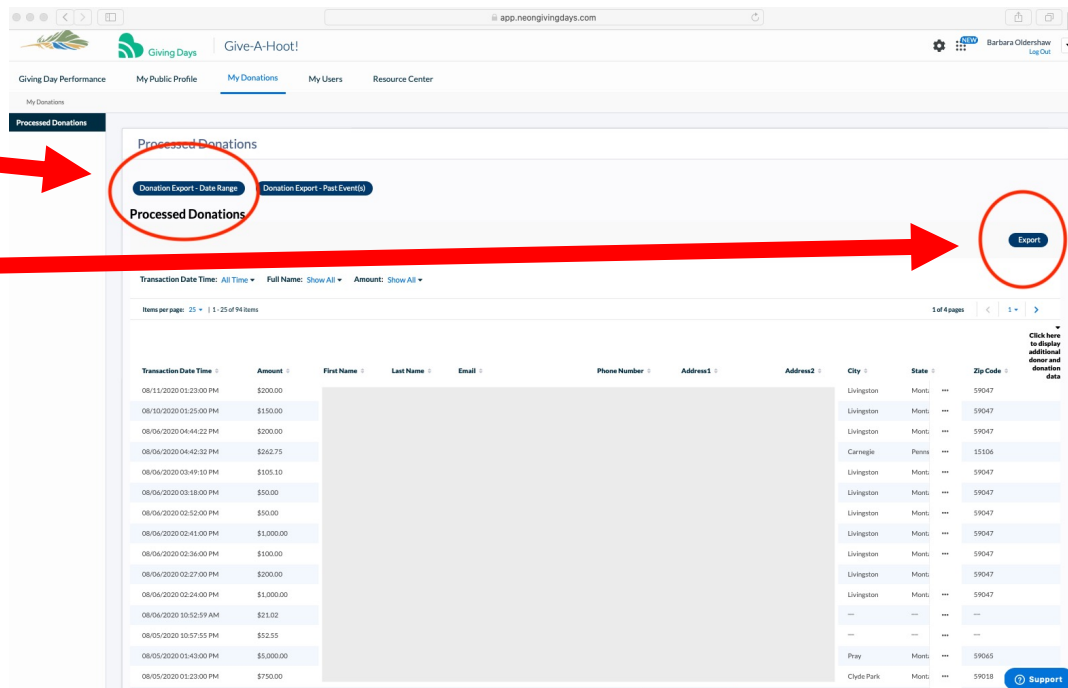 app.neongivingdays.com
Giving Days
Give-A-Hoot!
NEW
Barbara Oldershaw
Log Out
Giving Day Performance My Public Profile My Donations My Users Resource Center
My Donations
Processed Donations
Processed Donations
Donation Export - Date Range Donation Export - Past Event(s)
Processed Donations
Export
Transaction Date Time: All Time Full Name: Show All Amount: Show All
Items per page: 25 | 1 - 25 of 94 items 1 of 4 pages 1
Click here to display additional donor and donation data
Transaction Date Time Amount First Name Last Name Email Phone Number Address1 Address2 City State Zip Code
08/11/2020 01:23:00 PM $200.00 Livingston Mont ••• 59047
08/10/2020 01:25:00 PM $150.00 Livingston Mont ••• 59047
08/06/2020 04:44:22 PM $200.00 Livingston Mont ••• 59047
08/06/2020 04:42:32 PM $262.75 Carnegie Penns ••• 15106
08/06/2020 03:49:10 PM $105.10 Livingston Mont ••• 59047
08/06/2020 03:18:00 PM $50.00 Livingston Mont ••• 59047
08/06/2020 02:52:00 PM $50.00 Livingston Mont ••• 59047
08/06/2020 02:41:00 PM $1,000.00 Livingston Mont ••• 59047
08/06/2020 02:36:00 PM $100.00 Livingston Mont ••• 59047
08/06/2020 02:27:00 PM $200.00 Livingston Mont 59047
08/06/2020 02:24:00 PM $1,000.00 Livingston Mont ••• 59047
08/06/2020 10:52:59 AM $21.02 — — ••• —
08/05/2020 10:57:55 PM $52.55 — — ••• —
08/05/2020 01:43:00 PM $5,000.00 Pray Mont ••• 59065
08/05/2020 01:23:00 PM $750.00 Clyde Park Mont ••• 59018
Support